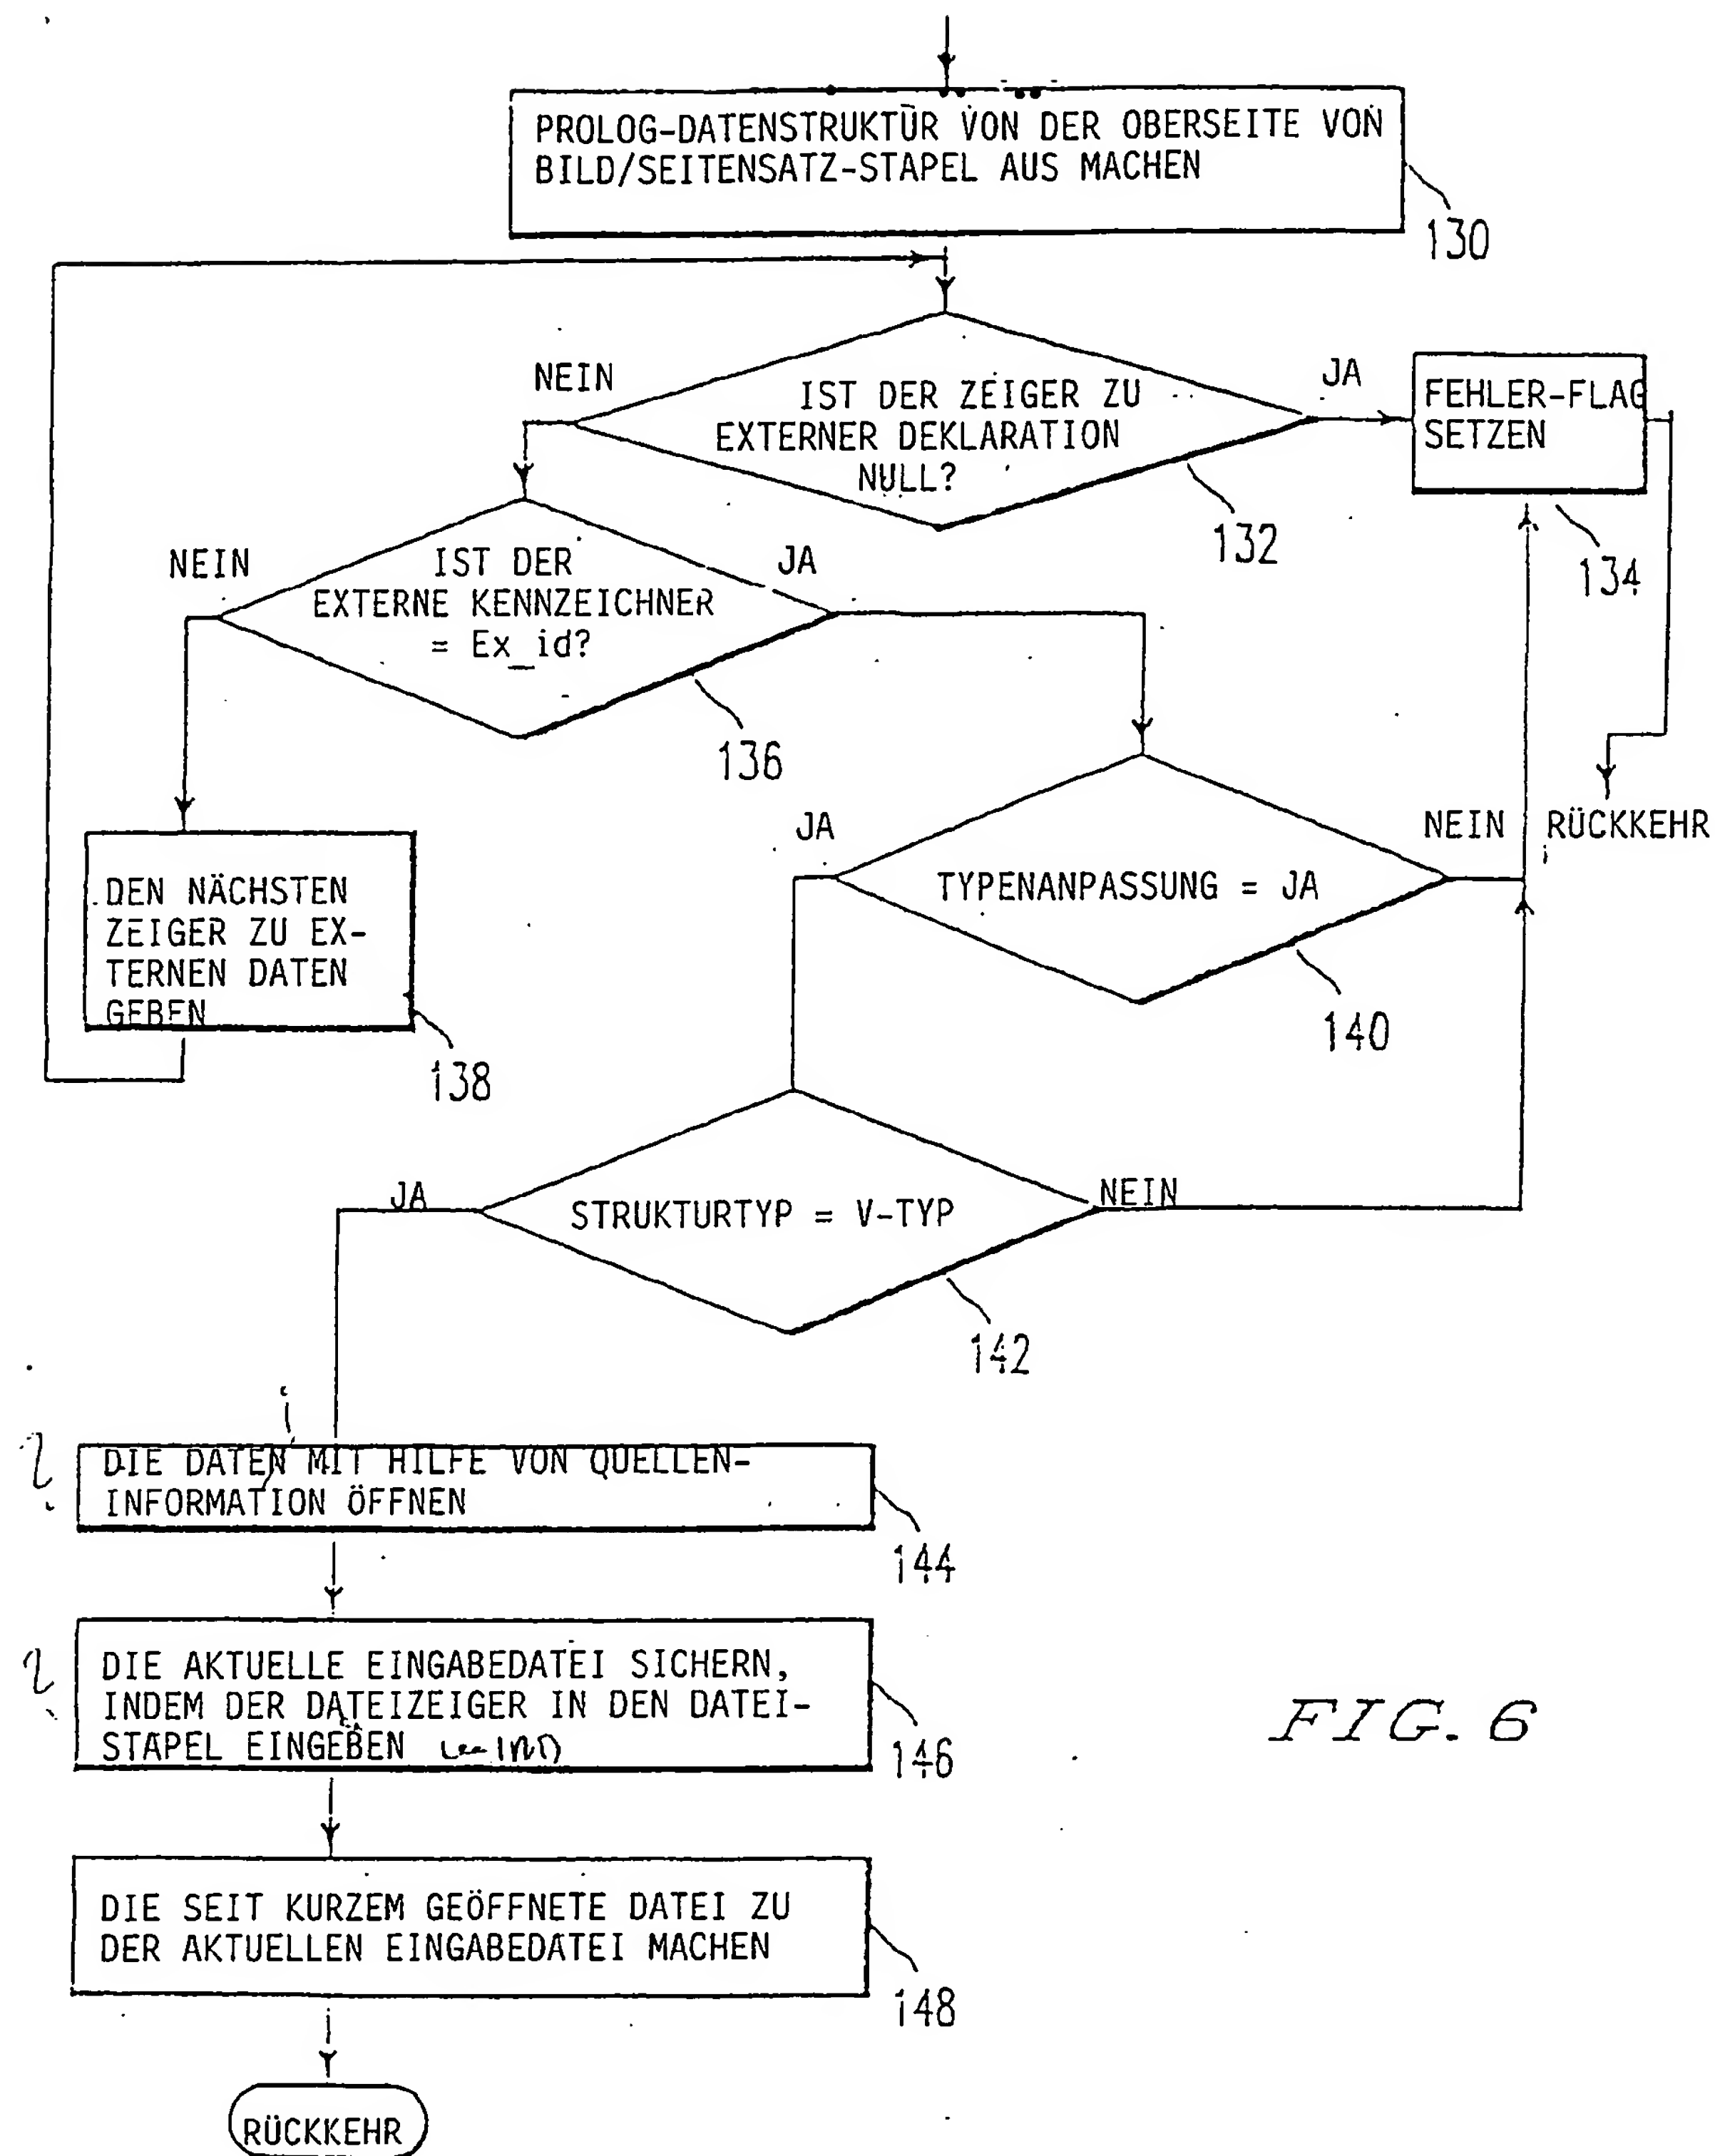 PROLOG-DATENSTRUKTUR VON DER OBERSEITE VON
BILD/SEITENSATZ-STAPEL AUS MACHEN
130
NEIN
IST DER ZEIGER ZU
EXTERNER DEKLARATION
NULL?
JA
132
FEHLER-FLAG
SETZEN
134
NEIN
IST DER
EXTERNE KENNZEICHNER
= Ex_id?
JA
136
DEN NÄCHSTEN
ZEIGER ZU EX-
TERNEN DATEN
GEBEN
138
JA
TYPENANPASSUNG = JA
NEIN
140
RÜCKKEHR
JA
STRUKTURTYP = V-TYP
NEIN
142
DIE DATEN MIT HILFE VON QUELLEN-
INFORMATION ÖFFNEN
144
DIE AKTUELLE EINGABEDATEI SICHERN,
INDEM DER DATEIZEIGER IN DEN DATEI-
STAPEL EINGEBEN
146
DIE SEIT KURZEM GEÖFFNETE DATEI ZU
DER AKTUELLEN EINGABEDATEI MACHEN
148
RÜCKKEHR
FIG. 6